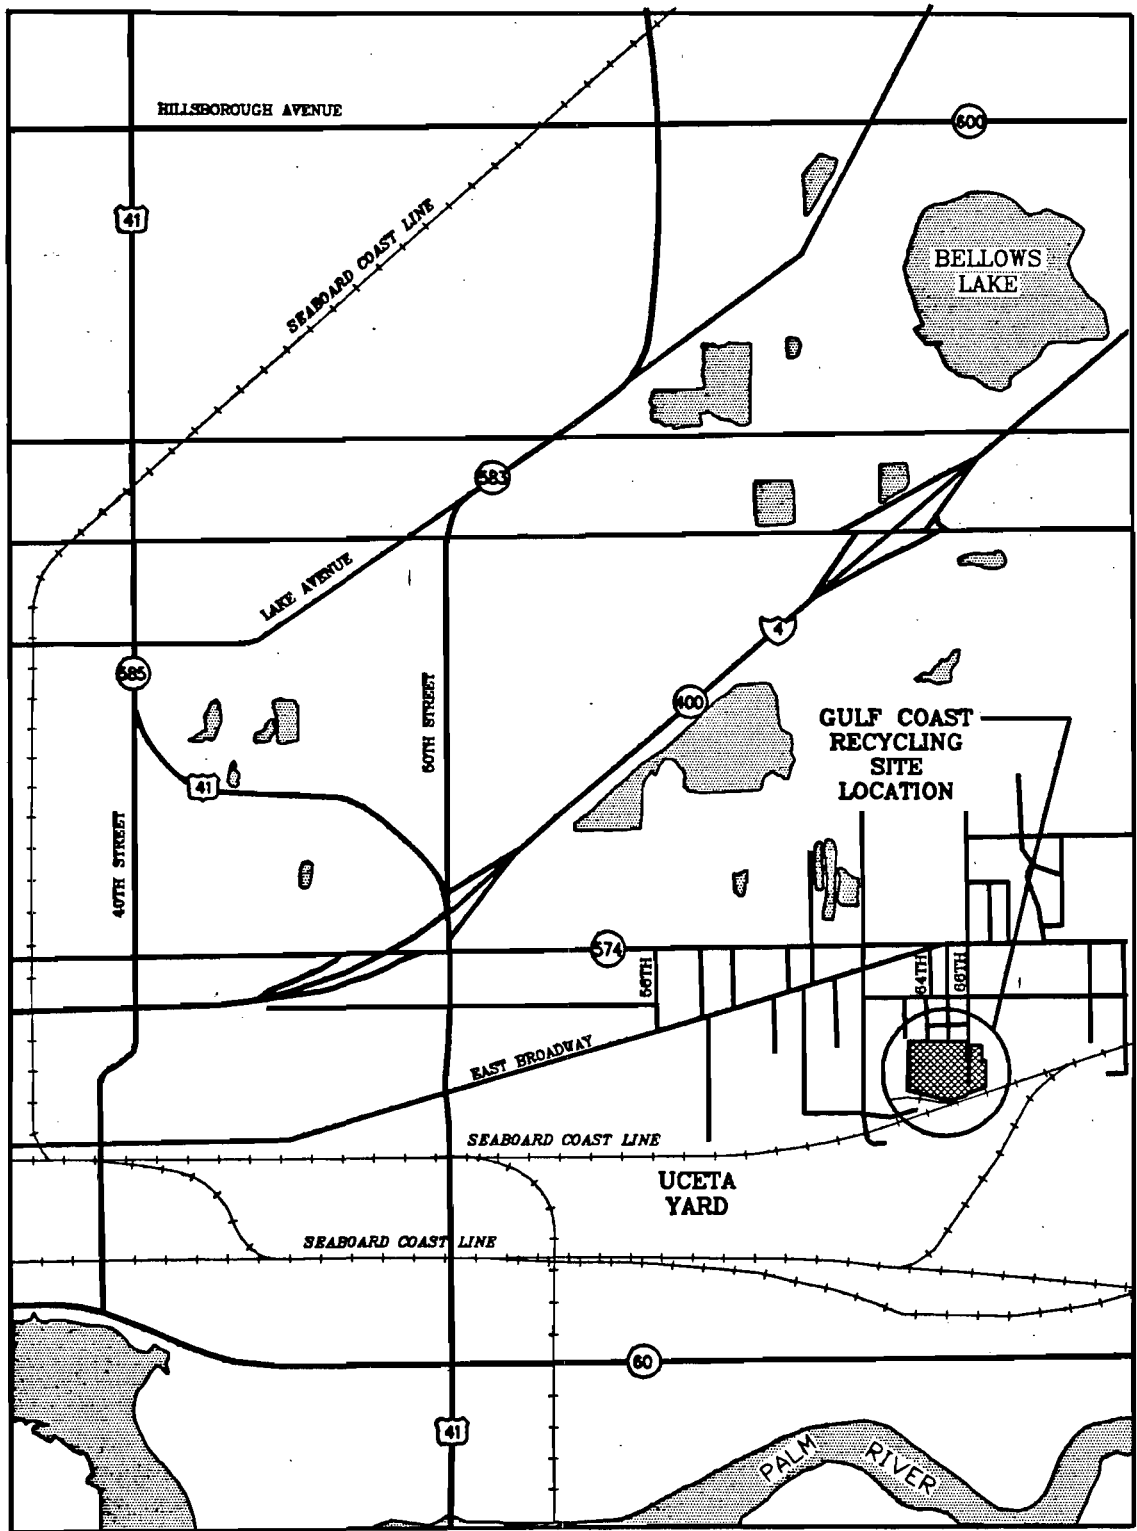 HILLSBOROUGH AVENUE
600
41
SEABOARD COAST LINE
BELLOWS
LAKE
583
LAKE AVENUE
4
585
400
50TH STREET
GULF COAST
RECYCLING
SITE
LOCATION
41
40TH STREET
574
56TH
64TH
66TH
EAST BROADWAY
SEABOARD COAST LINE
UCETA
YARD
SEABOARD COAST LINE
60
41
PALM RIVER